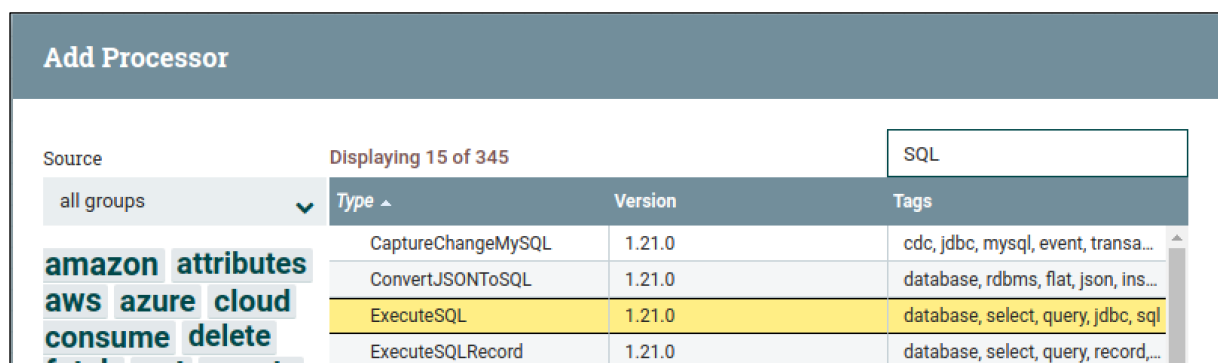 Add Processor
Source
Displaying 15 of 345
SQL
all groups
Type
Version
Tags
CaptureChangeMySQL 1.21.0 cdc, jdbc, mysql, event, transa...
ConvertJSONToSQL 1.21.0 database, rdbms, flat, json, ins...
ExecuteSQL 1.21.0 database, select, query, jdbc, sql
ExecuteSQLRecord 1.21.0 database, select, query, record,...
amazon attributes
aws azure cloud
consume delete